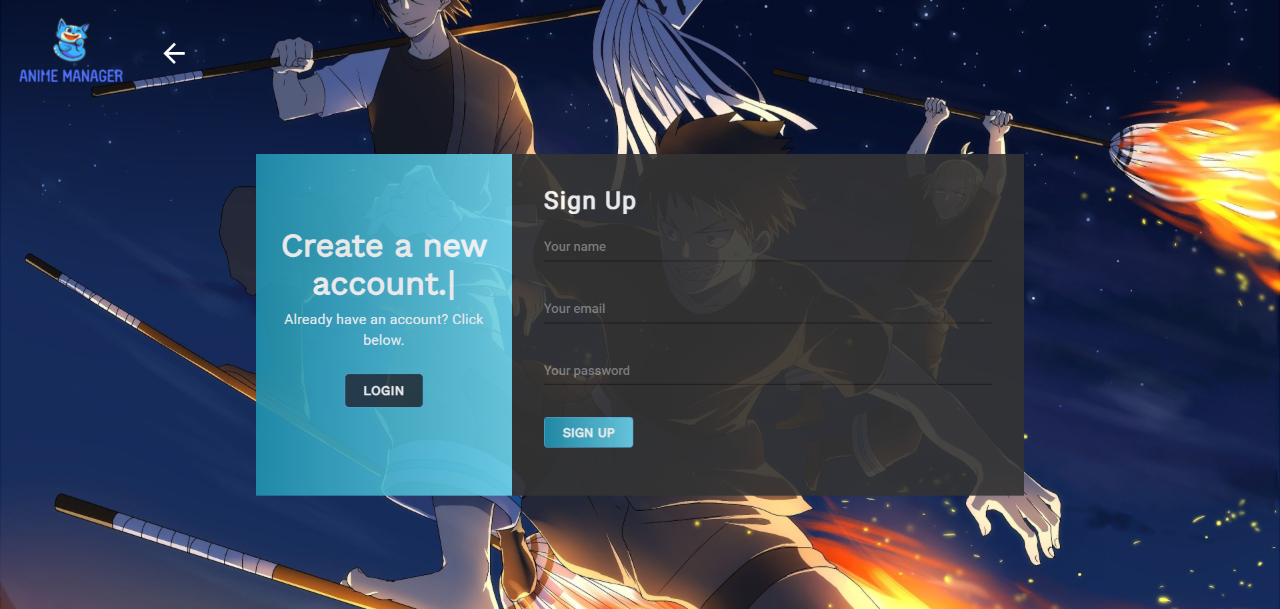 ANIME MANAGER
Create a new
account.|
Already have an account? Click
below.
LOGIN
Sign Up
Your name
Your email
Your password
SIGN UP